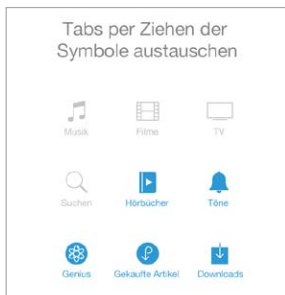 Tabs per Ziehen der
Symbole austauschen
Musik Filme TV
Suchen Hörbücher Töne
Genius Gekaufte Artikel Downloads